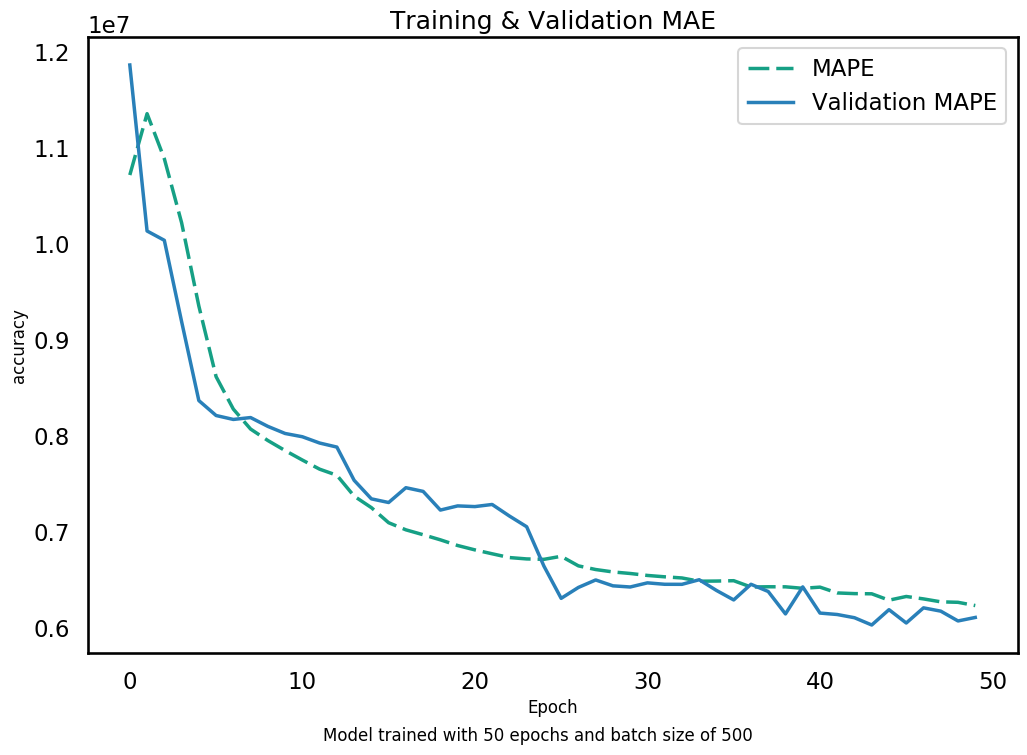 Training & Validation MAE
1e7
MAPE
Validation MAPE
1.2
1.1
1.0
0.9
0.8
0.7
0.6
accuracy
0 10 20 30 40 50
Epoch
Model trained with 50 epochs and batch size of 500